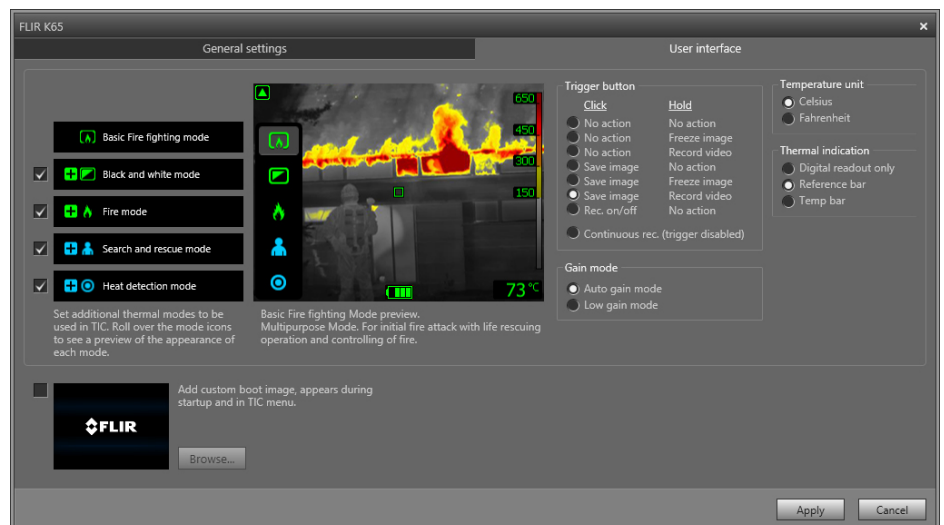 FLIR K65
General settings
User interface
Basic Fire fighting mode
Black and white mode
Fire mode
Search and rescue mode
Heat detection mode
Set additional thermal modes to be
used in TIC. Roll over the mode icons
to see a preview of the appearance of
each mode.
650
450
300
150
73°C
Basic Fire fighting Mode preview.
Multipurpose Mode. For initial fire attack with life rescuing
operation and controlling of fire.
Trigger button
Click Hold
No action No action
No action Freeze image
No action Record video
Save image No action
Save image Freeze image
Save image Record video
Rec. on/off No action
Continuous rec. (trigger disabled)
Gain mode
Auto gain mode
Low gain mode
Temperature unit
Celsius
Fahrenheit
Thermal indication
Digital readout only
Reference bar
Temp bar
FLIR
Add custom boot image, appears during
startup and in TIC menu.
Browse...
Apply
Cancel